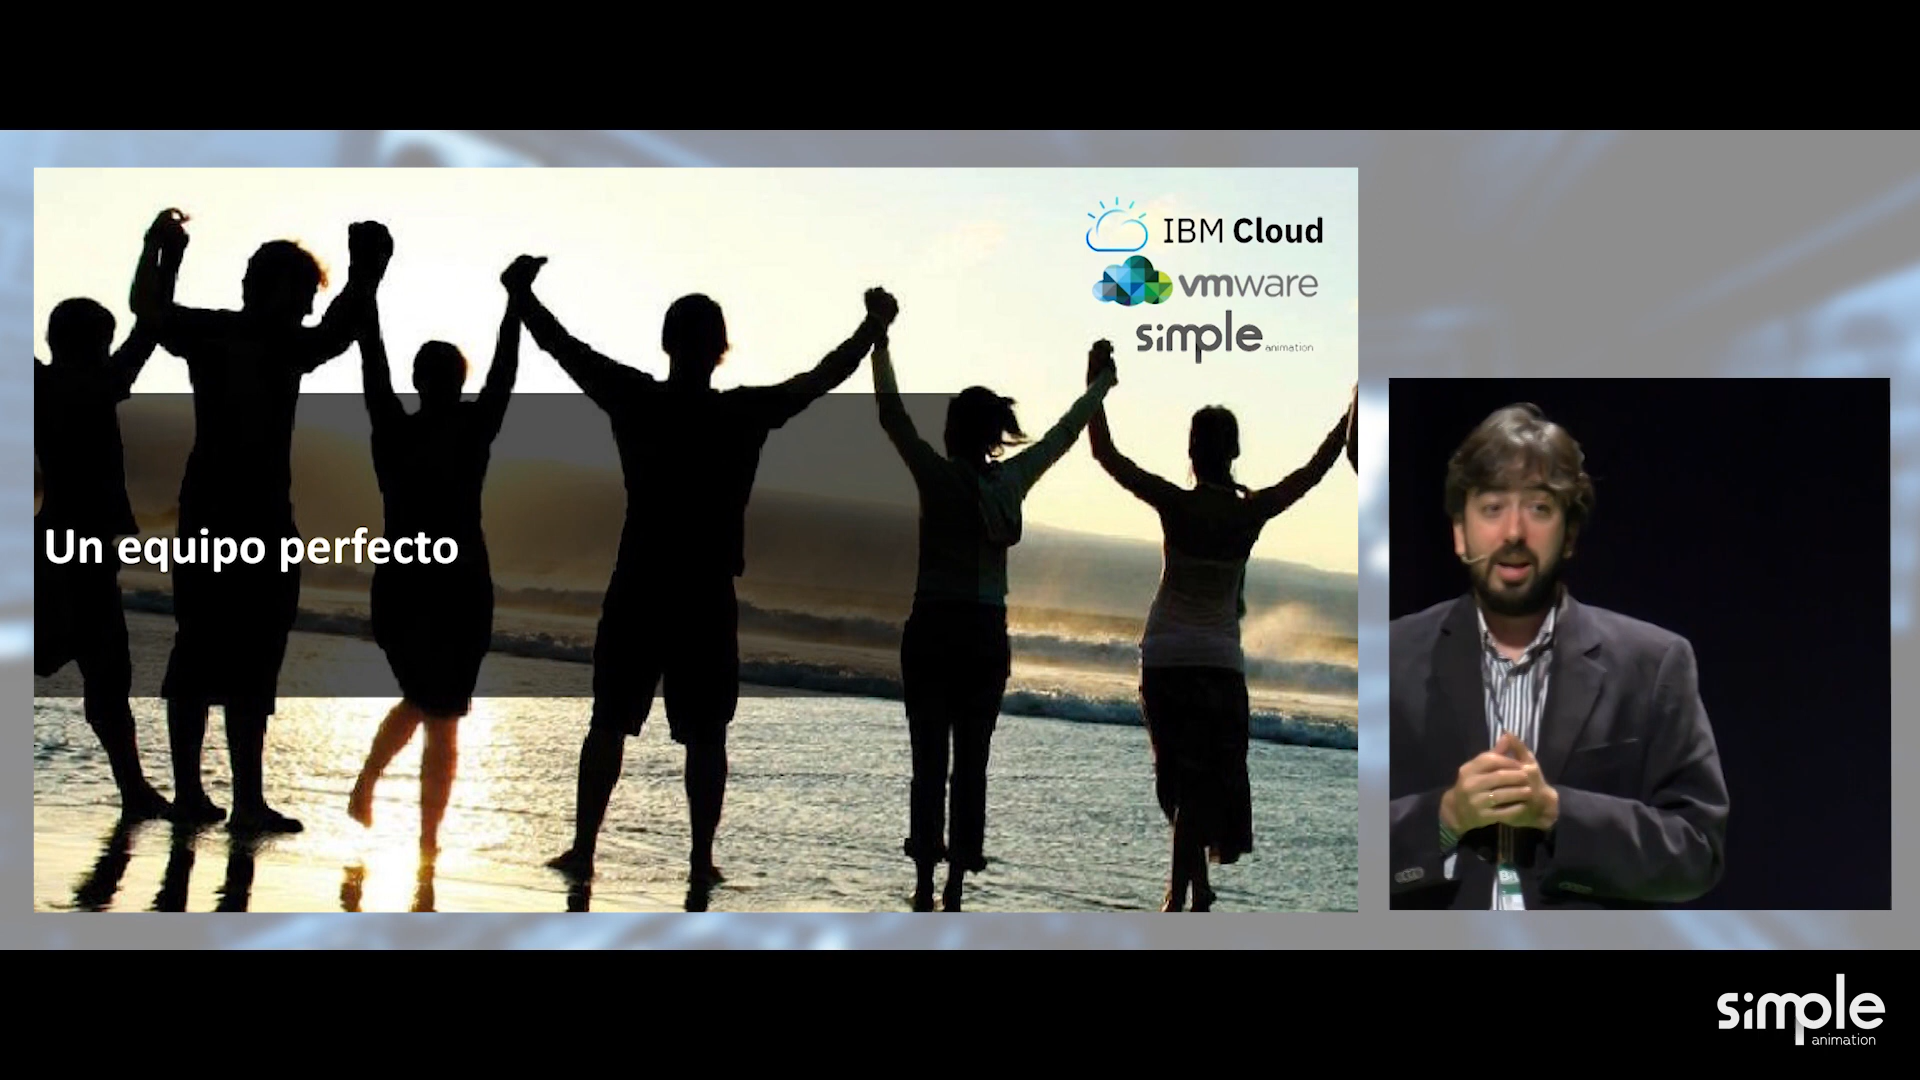 IBM Cloud
vmware
simple animation
Un equipo perfecto
simple
animation